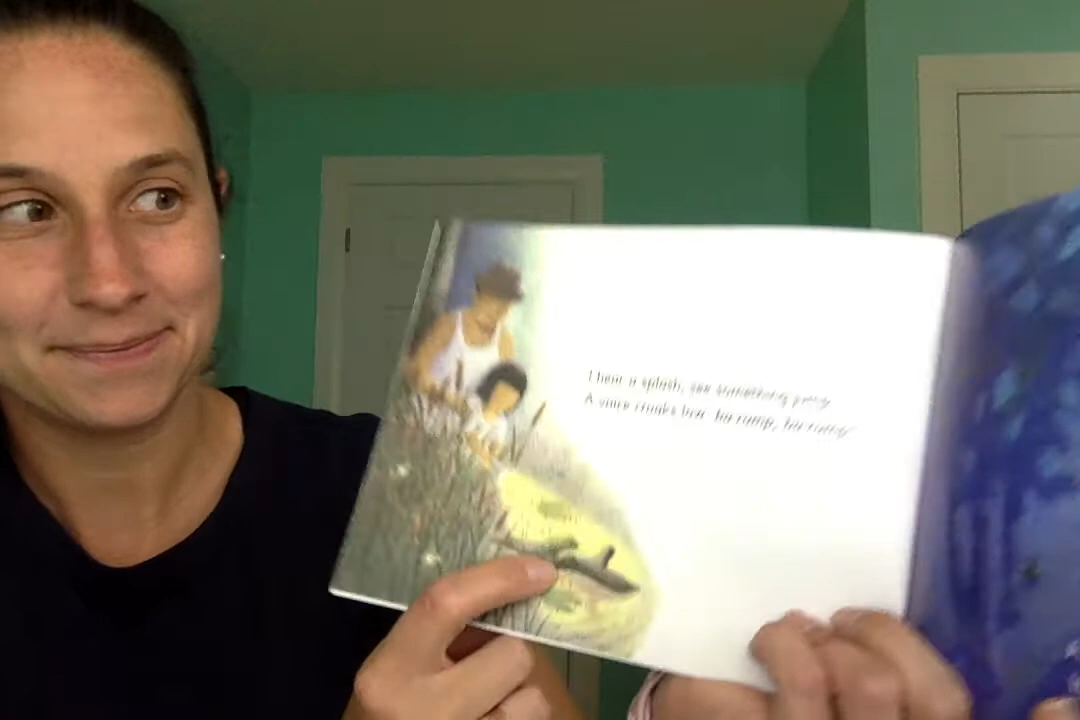 I hear a splash, see something jump.
A voice croaks low: ba-rump, ba-rump.